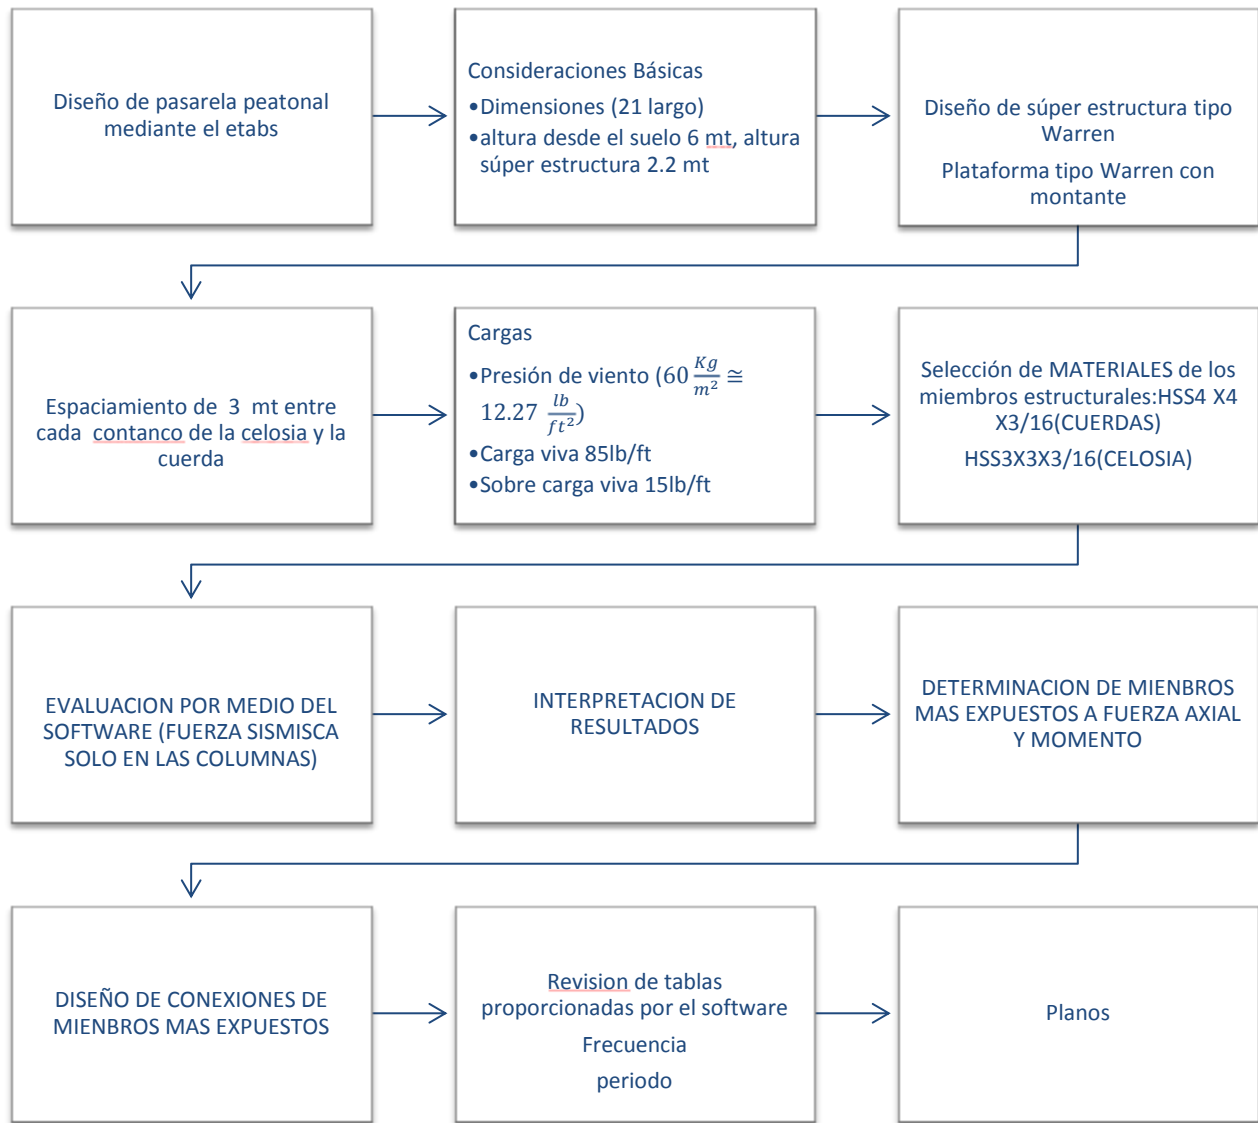 Diseño de pasarela peatonal
mediante el etabs
Consideraciones Básicas
•Dimensiones (21 largo)
•altura desde el suelo 6 mt, altura
súper estructura 2.2 mt
Diseño de súper estructura tipo
Warren
Plataforma tipo Warren con
montante
Espaciamiento de 3 mt entre
cada contanco de la celosia y la
cuerda
Cargas
•Presión de viento (60 Kg/m² ≅
12.27 lb/ft²)
•Carga viva 85lb/ft
•Sobre carga viva 15lb/ft
Selección de MATERIALES de los
miembros estructurales:HSS4 X4
X3/16(CUERDAS)
HSS3X3X3/16(CELOSIA)
EVALUACION POR MEDIO DEL
SOFTWARE (FUERZA SISMISCA
SOLO EN LAS COLUMNAS)
INTERPRETACION DE
RESULTADOS
DETERMINACION DE MIENBROS
MAS EXPUESTOS A FUERZA AXIAL
Y MOMENTO
DISEÑO DE CONEXIONES DE
MIENBROS MAS EXPUESTOS
Revision de tablas
proporcionadas por el software
Frecuencia
periodo
Planos